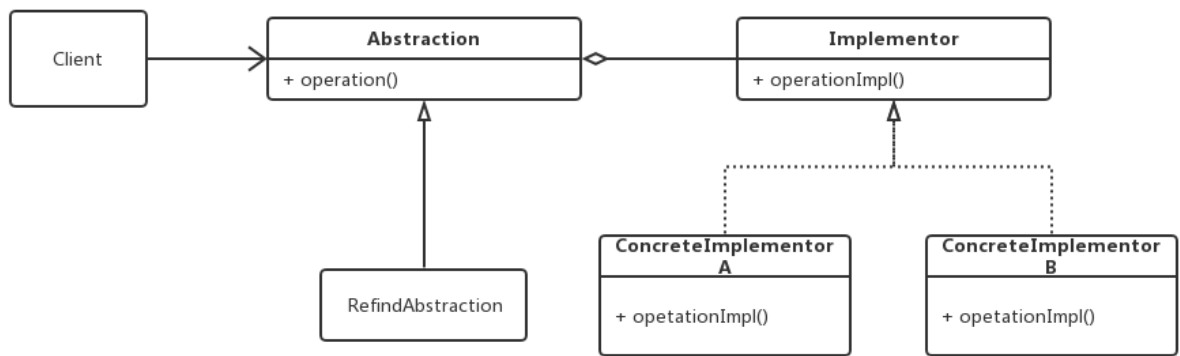 Client
Abstraction
+ operation()
Implementor
+ operationImpl()
RefindAbstraction
ConcreteImplementor
A
+ opetationImpl()
ConcreteImplementor
B
+ opetationImpl()